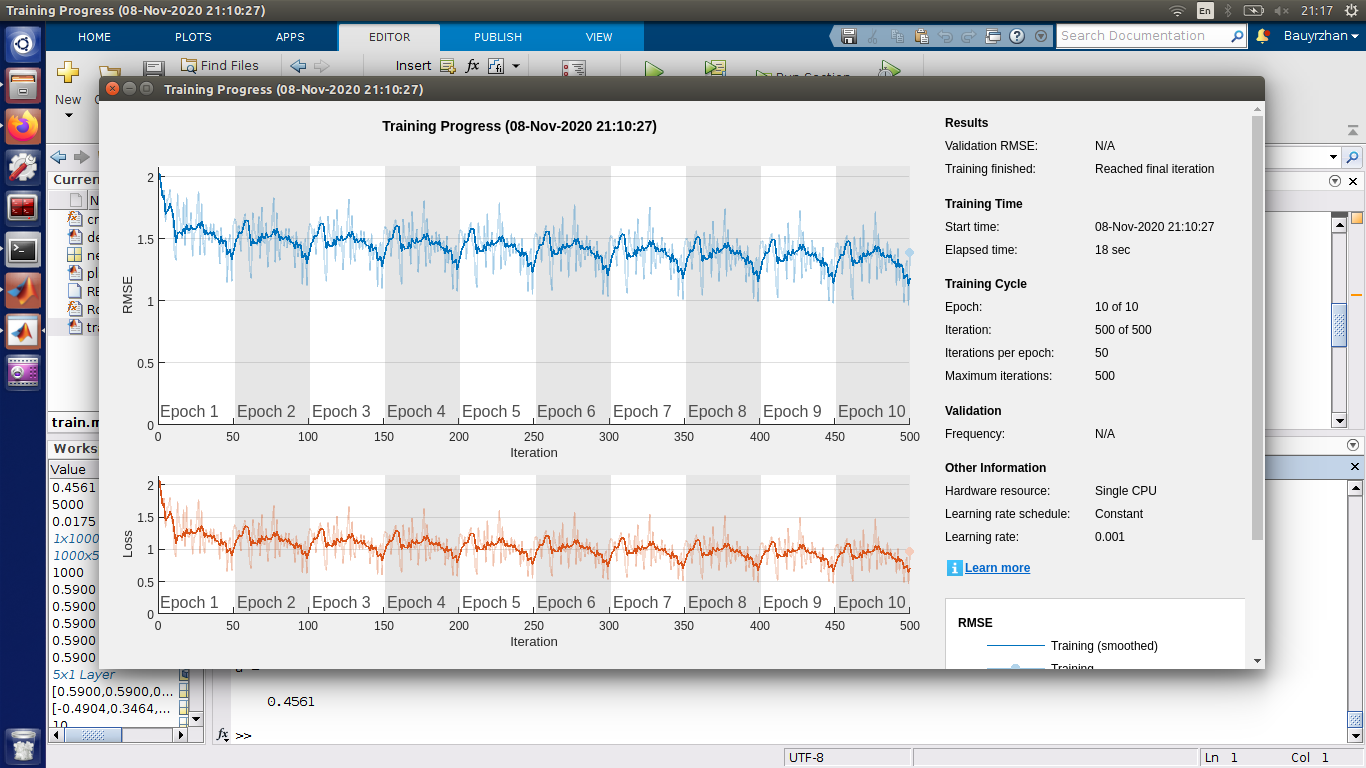 Training Progress (08-Nov-2020 21:10:27)
En
21:17
HOME PLOTS APPS EDITOR PUBLISH VIEW
Search Documentation
Bauyrzhan
Find Files
Insert
fx
New
Run Section
Training Progress (08-Nov-2020 21:10:27)
Training Progress (08-Nov-2020 21:10:27)
RMSE
2
1.5
1
0.5
0
Epoch 1 Epoch 2 Epoch 3 Epoch 4 Epoch 5 Epoch 6 Epoch 7 Epoch 8 Epoch 9 Epoch 10
0 50 100 150 200 250 300 350 400 450 500
Iteration
Loss
2
1.5
1
0.5
0
Epoch 1 Epoch 2 Epoch 3 Epoch 4 Epoch 5 Epoch 6 Epoch 7 Epoch 8 Epoch 9 Epoch 10
0 50 100 150 200 250 300 350 400 450 500
Iteration
Results
Validation RMSE: N/A
Training finished: Reached final iteration
Training Time
Start time: 08-Nov-2020 21:10:27
Elapsed time: 18 sec
Training Cycle
Epoch: 10 of 10
Iteration: 500 of 500
Iterations per epoch: 50
Maximum iterations: 500
Validation
Frequency: N/A
Other Information
Hardware resource: Single CPU
Learning rate schedule: Constant
Learning rate: 0.001
Learn more
RMSE
Training (smoothed)
Training
Curren
N
cr
de
ne
pl
RE
Ro
tra
train.m
Works
Value
0.4561
5000
0.0175
1x1000
1000x5
1000
0.5900
0.5900
0.5900
0.5900
0.5900
5x1 Layer
[0.5900,0.5900,0...
[-0.4904,0.3464,...
10
0.4561
fx >>
UTF-8
Ln 1 Col 1